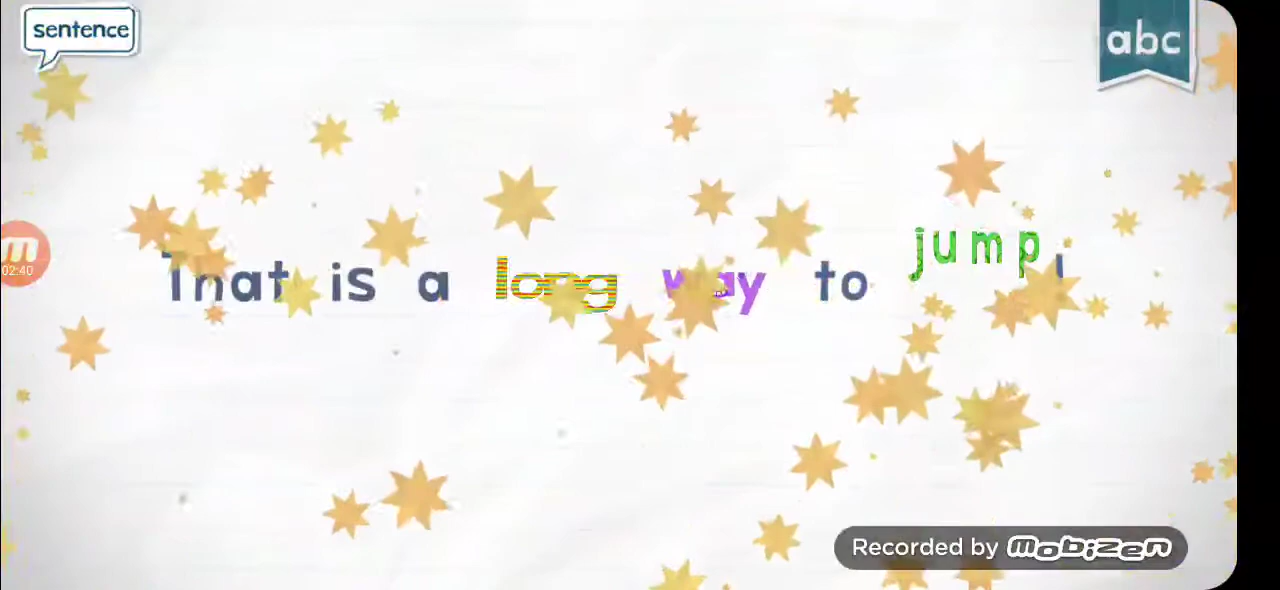 sentence
abc
02:40
That is a long way to jump!
Recorded by mobizen